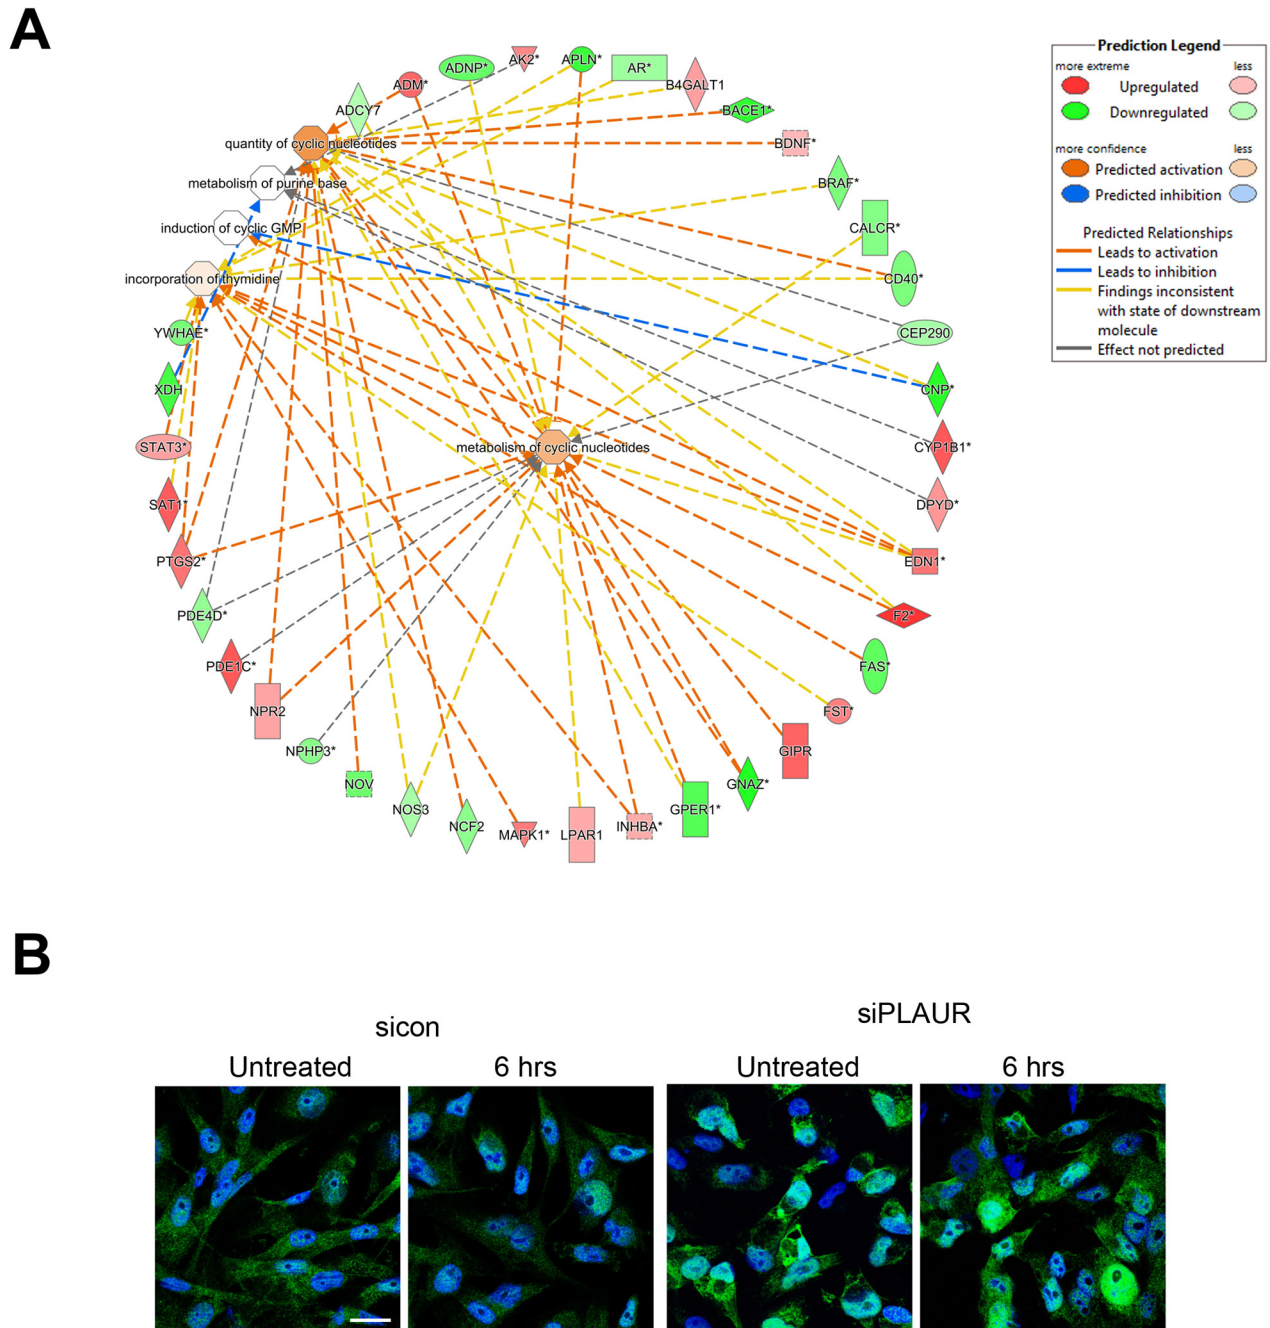 A
ADNP*
AK2*
APLN*
AR*
B4GALT1
ADM*
ADCY7
BACE1*
quantity of cyclic nucleotides
BDNF*
metabolism of purine base
BRAF*
induction of cyclic GMP
CALCR*
incorporation of thymidine
CD40*
YWHAE*
CEP290
XDH
CNP*
STAT3*
metabolism of cyclic nucleotides
CYP1B1*
SAT1*
DPYD*
PTGS2*
EDN1*
PDE4D*
F2*
PDE1C*
FAS*
NPR2
FST*
NPHP3*
GIPR
NOV
GNAZ*
NOS3
GPER1*
NCF2
MAPK1*
LPAR1
INHBA*
Prediction Legend
more extreme less
Upregulated
Downregulated
more confidence less
Predicted activation
Predicted inhibition
Predicted Relationships
Leads to activation
Leads to inhibition
Findings inconsistent
with state of downstream
molecule
Effect not predicted
B
sicon siPLAUR
Untreated 6 hrs Untreated 6 hrs